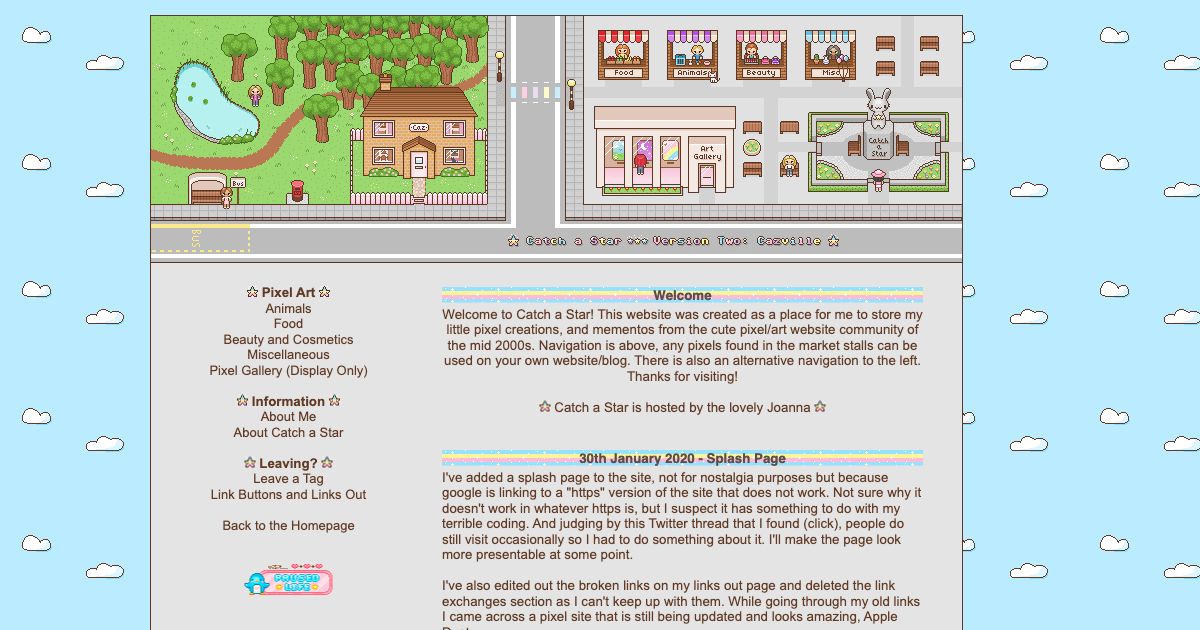 Food
Animals
Beauty
Misc
Caz
Art
Gallery
Catch
a
Star
Bus
BUS
Catch a Star *** Version Two: Cazville
Pixel Art
Animals
Food
Beauty and Cosmetics
Miscellaneous
Pixel Gallery (Display Only)
Information
About Me
About Catch a Star
Leaving?
Leave a Tag
Link Buttons and Links Out
Back to the Homepage
PAUSED
LIFE
Welcome
Welcome to Catch a Star! This website was created as a place for me to store my
little pixel creations, and mementos from the cute pixel/art website community of
the mid 2000s. Navigation is above, any pixels found in the market stalls can be
used on your own website/blog. There is also an alternative navigation to the left.
Thanks for visiting!
Catch a Star is hosted by the lovely Joanna
30th January 2020 - Splash Page
I've added a splash page to the site, not for nostalgia purposes but because
google is linking to a "https" version of the site that does not work. Not sure why it
doesn't work in whatever https is, but I suspect it has something to do with my
terrible coding. And judging by this Twitter thread that I found (click), people do
still visit occasionally so I had to do something about it. I'll make the page look
more presentable at some point.
I've also edited out the broken links on my links out page and deleted the link
exchanges section as I can't keep up with them. While going through my old links
I came across a pixel site that is still being updated and looks amazing, Apple